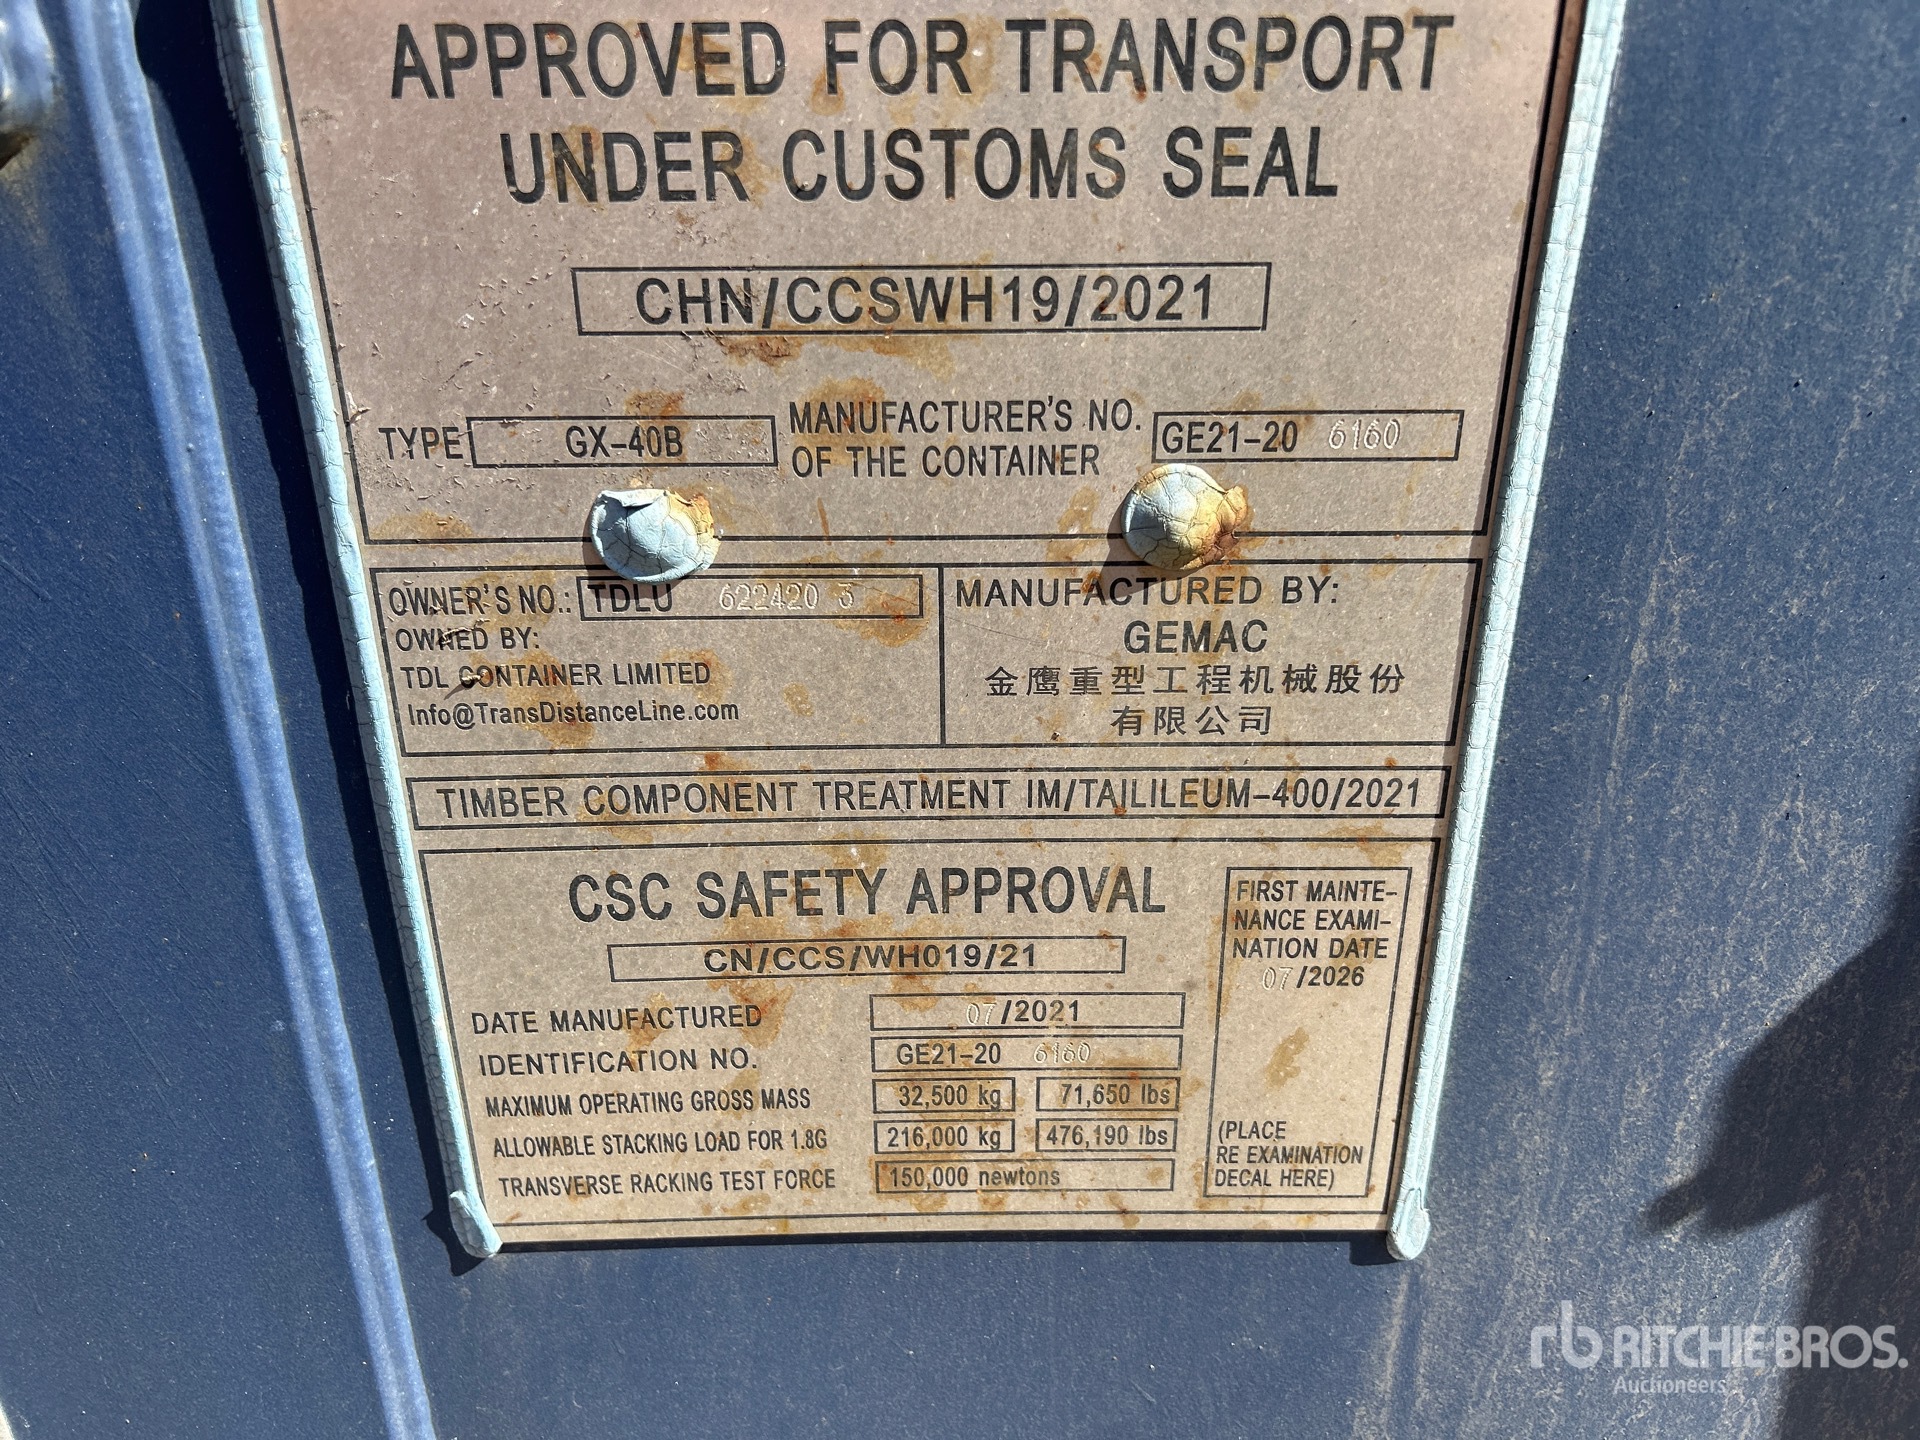 APPROVED FOR TRANSPORT
UNDER CUSTOMS SEAL
CHN/CCSWH19/2021
TYPE GX-40B MANUFACTURER'S NO. OF THE CONTAINER GE21-20 6160
OWNER'S NO.: TDLU 622420 3
OWNED BY:
TDL CONTAINER LIMITED
Info@TransDistanceLine.com
MANUFACTURED BY:
GEMAC
金鹰重型工程机械股份
有限公司
TIMBER COMPONENT TREATMENT IM/TAILILEUM-400/2021
CSC SAFETY APPROVAL
CN/CCS/WH019/21
DATE MANUFACTURED 07/2021
IDENTIFICATION NO. GE21-20 6160
MAXIMUM OPERATING GROSS MASS 32,500 kg 71,650 lbs
ALLOWABLE STACKING LOAD FOR 1.8G 216,000 kg 476,190 lbs
TRANSVERSE RACKING TEST FORCE 150,000 newtons
FIRST MAINTE-
NANCE EXAMI-
NATION DATE
07/2026
(PLACE
RE EXAMINATION
DECAL HERE)
rb RITCHIE BROS.
Auctioneers